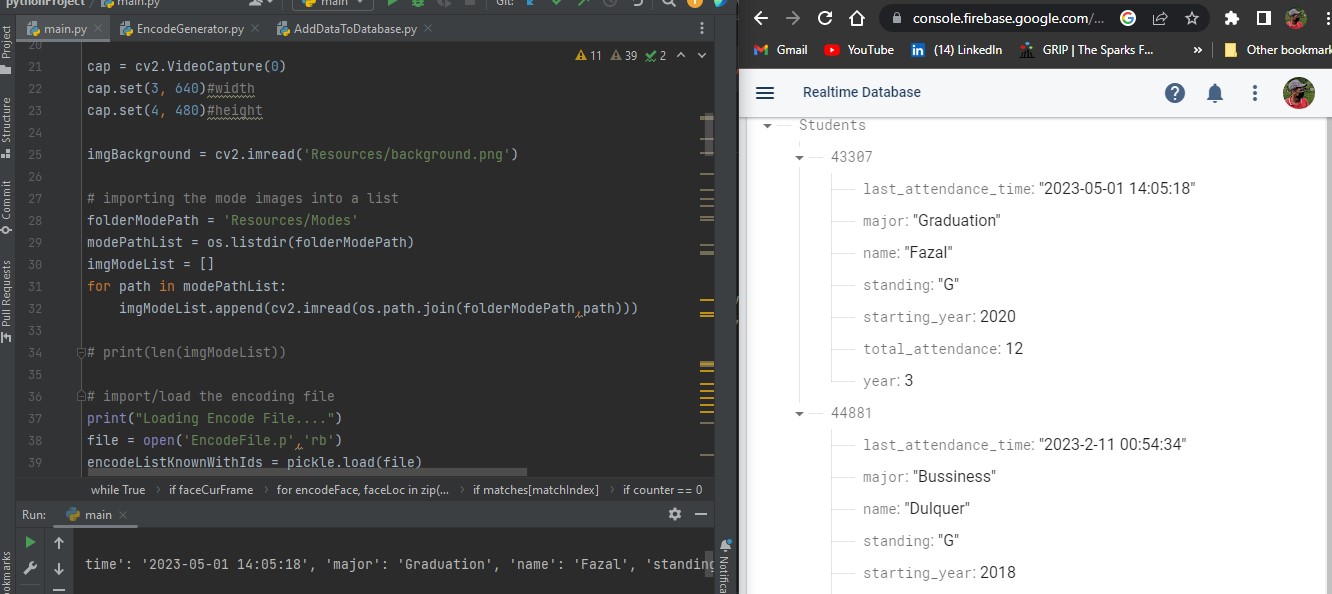 pythonProject
main.py
main
Git:
main.py
EncodeGenerator.py
AddDataToDatabase.py
Project
Structure
Commit
Pull Requests
11 39 2
20
21 cap = cv2.VideoCapture(0)
22 cap.set(3, 640)#width
23 cap.set(4, 480)#height
24
25 imgBackground = cv2.imread('Resources/background.png')
26
27 # importing the mode images into a list
28 folderModePath = 'Resources/Modes'
29 modePathList = os.listdir(folderModePath)
30 imgModeList = []
31 for path in modePathList:
32 imgModeList.append(cv2.imread(os.path.join(folderModePath,path)))
33
34 # print(len(imgModeList))
35
36 # import/load the encoding file
37 print("Loading Encode File....")
38 file = open('EncodeFile.p','rb')
39 encodeListKnownWithIds = pickle.load(file)
while True > if faceCurFrame > for encodeFace, faceLoc in zip(... > if matches[matchIndex] > if counter == 0
Run: main
okmarks
Notifica
time': '2023-05-01 14:05:18', 'major': 'Graduation', 'name': 'Fazal', 'standing
console.firebase.google.com/...
Gmail
YouTube
(14) LinkedIn
GRIP | The Sparks F...
»
Other bookmark
Realtime Database
Students
43307
last_attendance_time: "2023-05-01 14:05:18"
major: "Graduation"
name: "Fazal"
standing: "G"
starting_year: 2020
total_attendance: 12
year: 3
44881
last_attendance_time: "2023-2-11 00:54:34"
major: "Bussiness"
name: "Dulquer"
standing: "G"
starting_year: 2018